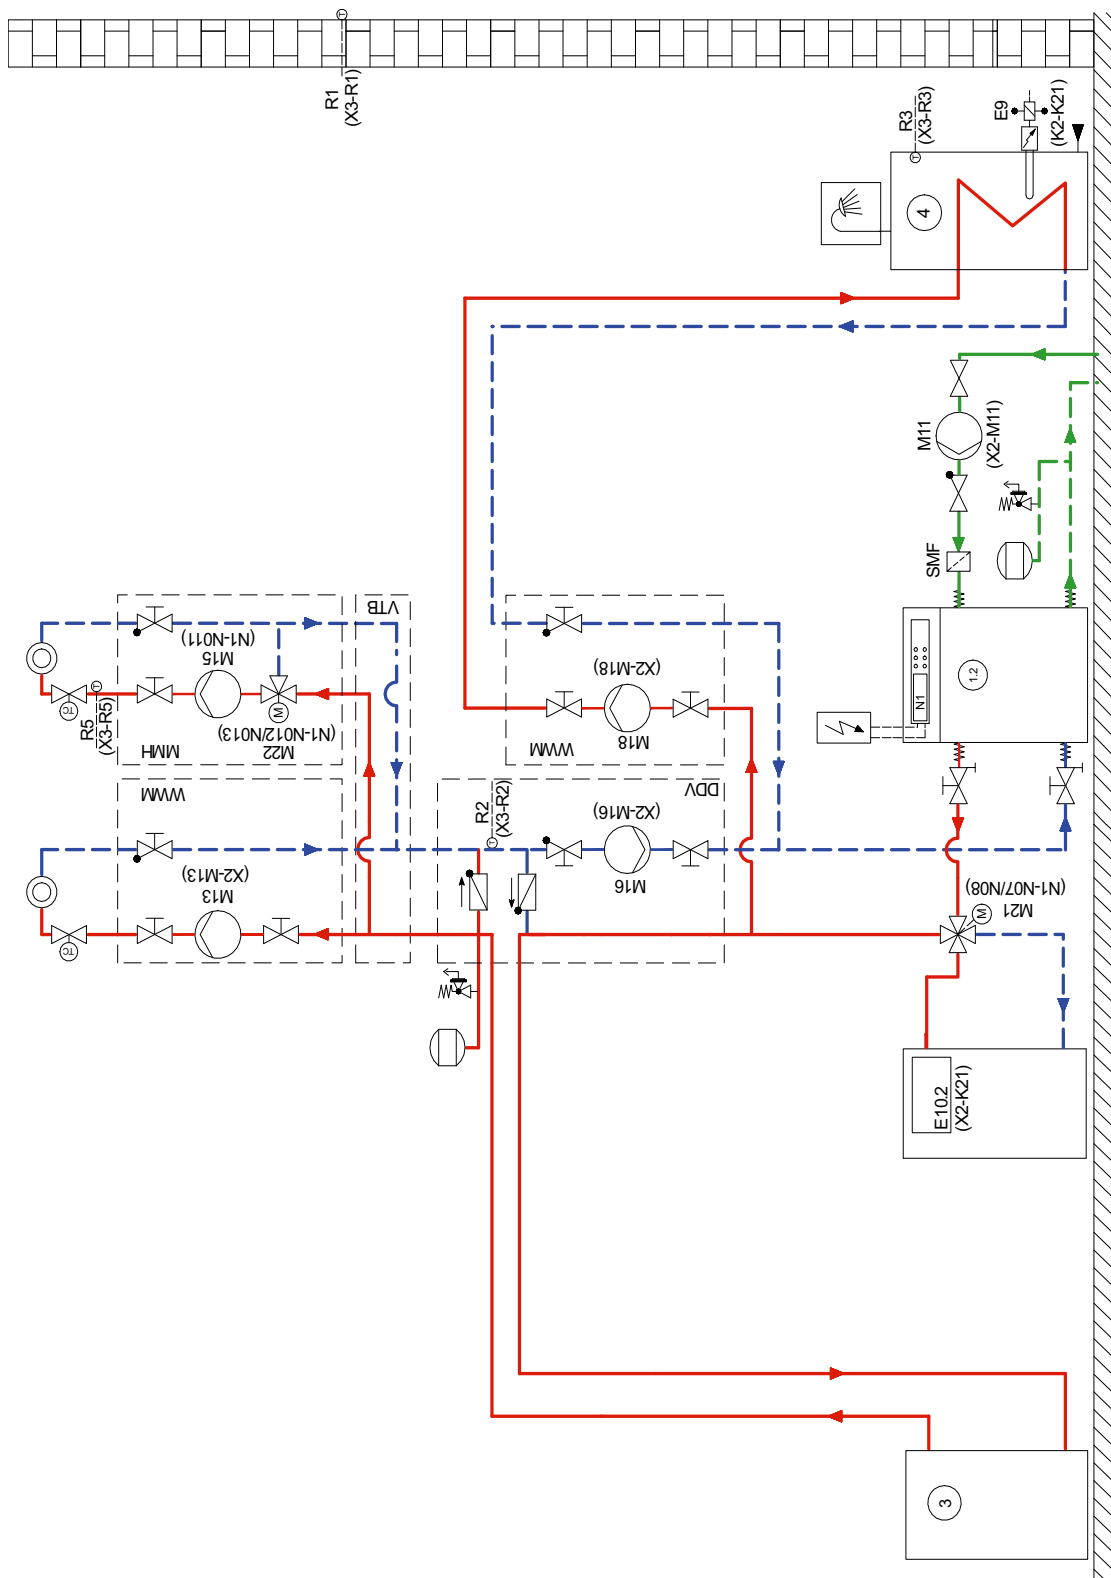 R1
(X3-R1)
R3
(X3-R3)
E9
(K2-K21)
4
M11
(X2-M11)
SMF
VTB
M15
(N1-N011)
R5
(X3-R5)
MMH
M22
(N1-N012/N013)
TC
M
T
WWM
M18
(X2-M18)
WWM
M13
(X2-M13)
TC
R2
(X3-R2)
DDV
M16
(X2-M16)
N1
1.2
M21
(N1-N07/N08)
M
E10.2
(X2-K21)
3
T
T
T